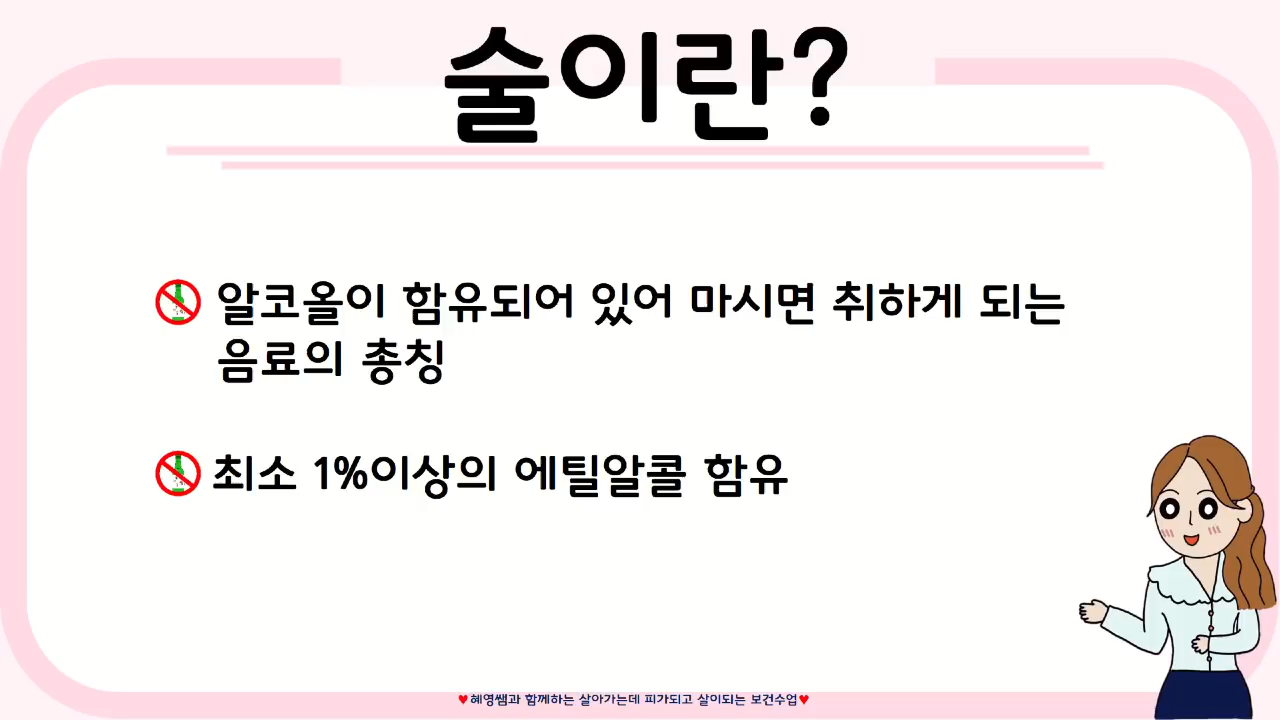 술이란?
알코올이 함유되어 있어 마시면 취하게 되는
음료의 총칭
최소 1%이상의 에틸알콜 함유
♥혜영쌤과 함께하는 살아가는데 피가되고 살이되는 보건수업♥